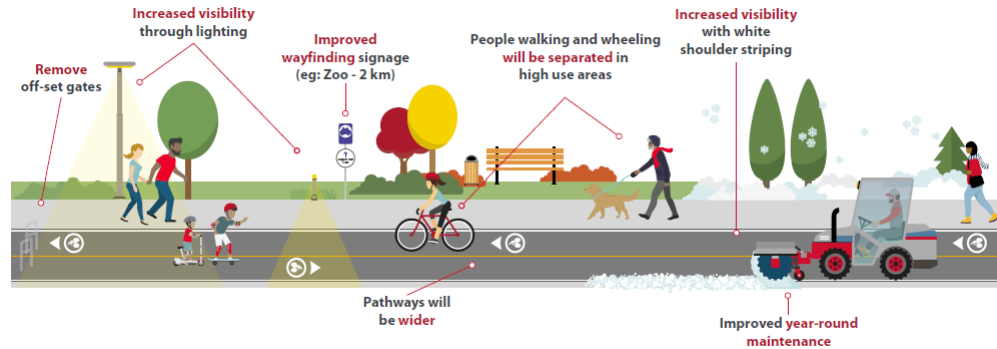 Increased visibility
through lighting
Remove
off-set gates
Improved
wayfinding signage
(eg: Zoo - 2 km)
People walking and wheeling
will be separated in
high use areas
Increased visibility
with white
shoulder striping
Pathways will
be wider
Improved year-round
maintenance